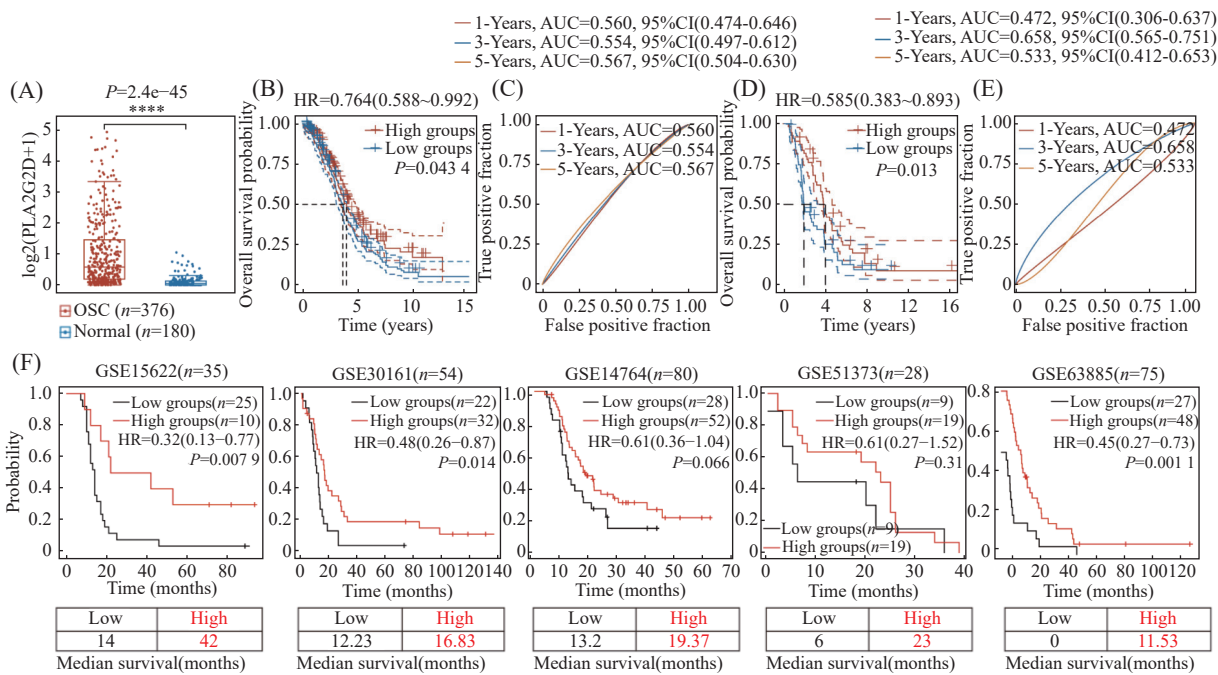 1-Years, AUC=0.560, 95%CI(0.474-0.646)
3-Years, AUC=0.554, 95%CI(0.497-0.612)
5-Years, AUC=0.567, 95%CI(0.504-0.630)
1-Years, AUC=0.472, 95%CI(0.306-0.637)
3-Years, AUC=0.658, 95%CI(0.565-0.751)
5-Years, AUC=0.533, 95%CI(0.412-0.653)
(A)
P=2.4e−45
****
log2(PLA2G2D+1)
5
4
3
2
1
0
OSC (n=376)
Normal (n=180)
(B)
HR=0.764(0.588~0.992)
High groups
Low groups
P=0.043 4
Overall survival probability
1.00
0.75
0.50
0.25
0
0 5 10 15
Time (years)
(C)
1-Years, AUC=0.560
3-Years, AUC=0.554
5-Years, AUC=0.567
True positive fraction
1.00
0.75
0.50
0.25
0
0 0.25 0.50 0.75 1.00
False positive fraction
(D)
HR=0.585(0.383~0.893)
High groups
Low groups
P=0.013
Overall survival probability
1.00
0.75
0.50
0.25
0
0 4 8 12 16
Time (years)
(E)
1-Years, AUC=0.472
3-Years, AUC=0.658
5-Years, AUC=0.533
True positive fraction
1.00
0.75
0.50
0.25
0
0 0.25 0.50 0.75 1.00
False positive fraction
(F)
GSE15622(n=35)
Low groups(n=25)
High groups(n=10)
HR=0.32(0.13−0.77)
P=0.007 9
Probability
1.0
0.8
0.6
0.4
0.2
0
0 20 40 60 80
Time (months)
Low High
14 42
Median survival(months)
GSE30161(n=54)
Low groups(n=22)
High groups(n=32)
HR=0.48(0.26−0.87)
P=0.014
1.0
0.8
0.6
0.4
0.2
0
0 20 40 60 80 100 120 140
Time (months)
Low High
12.23 16.83
Median survival(months)
GSE14764(n=80)
Low groups(n=28)
High groups(n=52)
HR=0.61(0.36−1.04)
P=0.066
1.0
0.8
0.6
0.4
0.2
0
0 10 20 30 40 50 60 70
Time (months)
Low High
13.2 19.37
Median survival(months)
GSE51373(n=28)
Low groups(n=9)
High groups(n=19)
HR=0.61(0.27−1.52)
P=0.31
Low groups(n=9)
High groups(n=19)
1.0
0.8
0.6
0.4
0.2
0
0 10 20 30 40
Time (months)
Low High
6 23
Median survival(months)
GSE63885(n=75)
Low groups(n=27)
High groups(n=48)
HR=0.45(0.27−0.73)
P=0.001 1
0.8
0.6
0.4
0.2
0
0 20 40 60 80 100 120
Time (months)
Low High
0 11.53
Median survival(months)